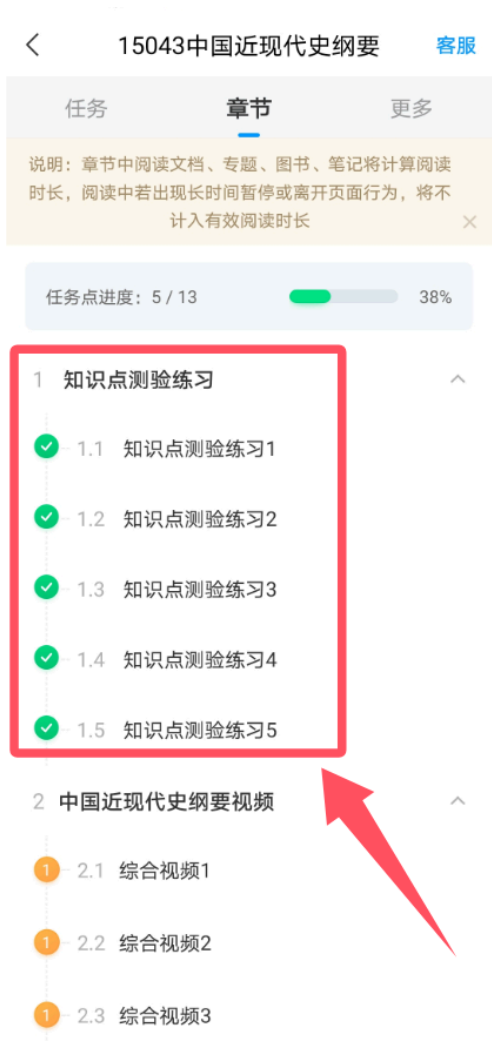 15043中国近现代史纲要 客服
任务 章节 更多
说明：章节中阅读文档、专题、图书、笔记将计算阅读
时长，阅读中若出现长时间暂停或离开页面行为，将不
计入有效阅读时长
任务点进度：5 / 13 38%
1 知识点测验练习
1.1 知识点测验练习1
1.2 知识点测验练习2
1.3 知识点测验练习3
1.4 知识点测验练习4
1.5 知识点测验练习5
2 中国近现代史纲要视频
1 2.1 综合视频1
1 2.2 综合视频2
1 2.3 综合视频3